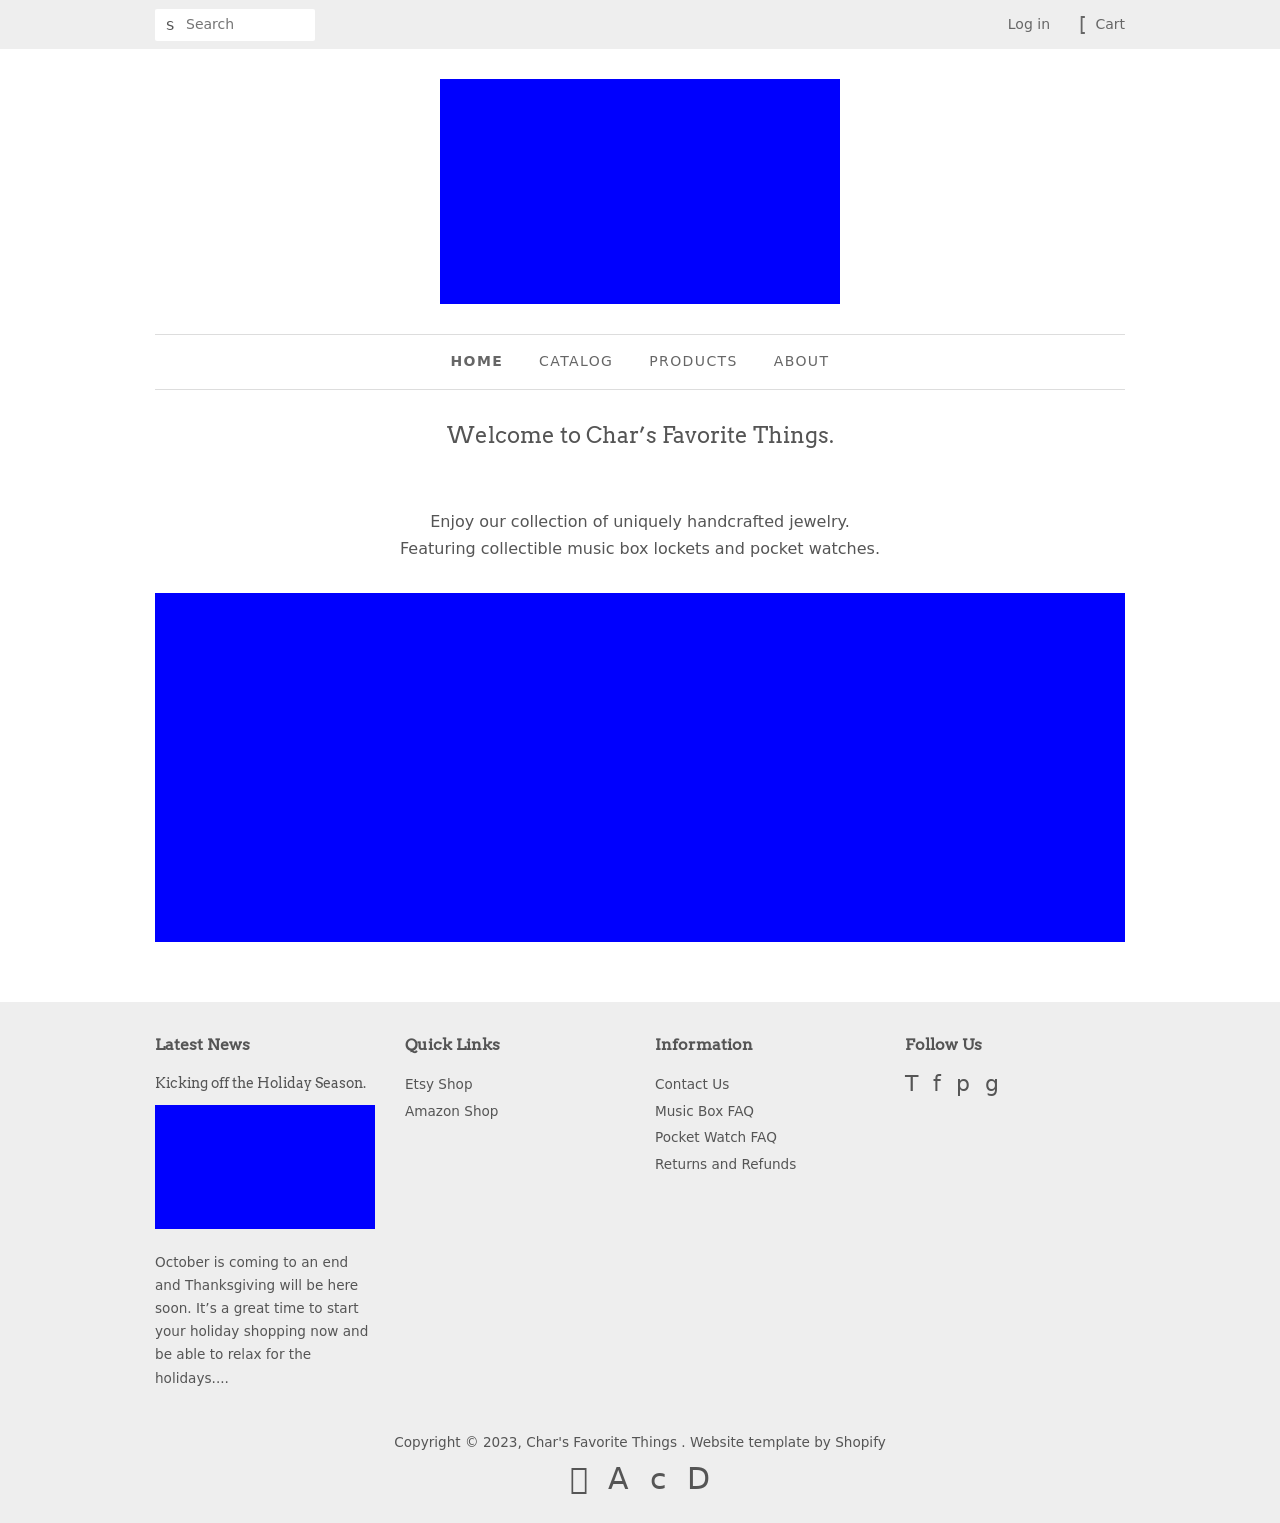 s Search
Log in [ Cart
HOME CATALOG PRODUCTS ABOUT
Welcome to Char’s Favorite Things.
Enjoy our collection of uniquely handcrafted jewelry.
Featuring collectible music box lockets and pocket watches.
Latest News
Kicking off the Holiday Season.
October is coming to an end
and Thanksgiving will be here
soon. It’s a great time to start
your holiday shopping now and
be able to relax for the
holidays....
Quick Links
Etsy Shop
Amazon Shop
Information
Contact Us
Music Box FAQ
Pocket Watch FAQ
Returns and Refunds
Follow Us
T f p g
Copyright © 2023, Char's Favorite Things . Website template by Shopify
A c D